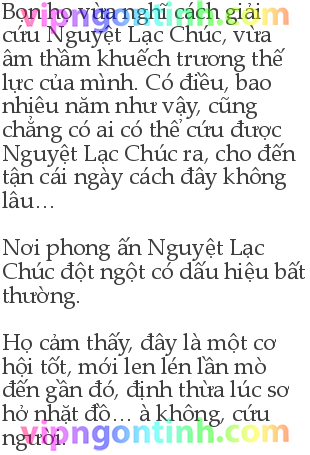 Bọn họ vừa nghĩ cách giải
cứu Nguyệt Lạc Chúc, vừa
âm thầm khuếch trương thế
lực của mình. Có điều, bao
nhiêu năm như vậy, cũng
chẳng có ai có thể cứu được
Nguyệt Lạc Chúc ra, cho đến
tận cái ngày cách đây không
lâu…
Nơi phong ấn Nguyệt Lạc
Chúc đột ngột có dấu hiệu bất
thường.
Họ cảm thấy, đây là một cơ
hội tốt, mới len lén lần mò
đến gần đó, định thừa lúc sơ
hở nhặt đồ… à không, cứu
người.
vipngontinh.com
vipngontinh.com